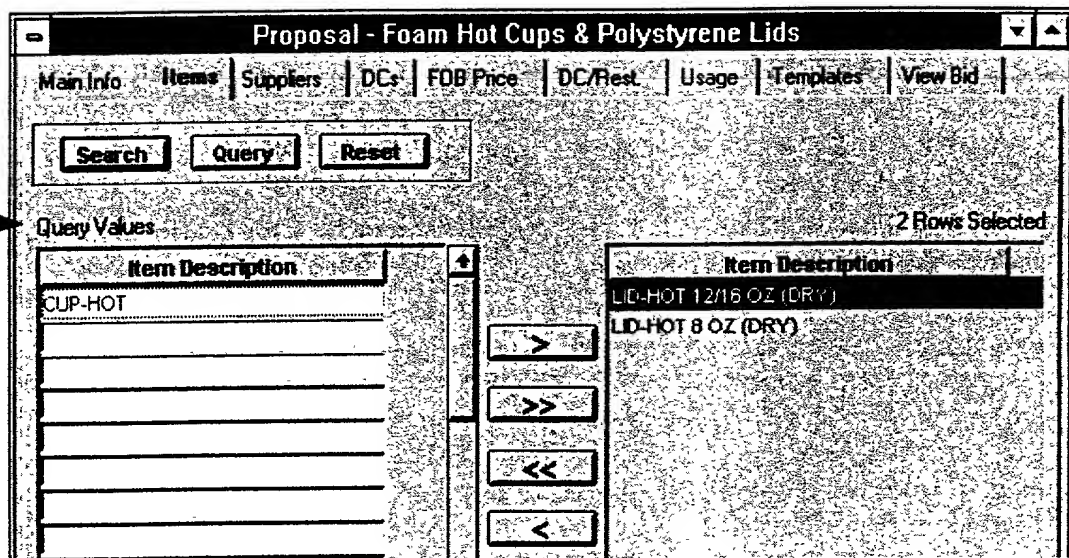 Proposal - Foam Hot Cups & Polystyrene Lids
Main Info Items Suppliers DCs FOB Price DC/Rest. Usage Templates View Bid
Search Query Reset
Query Values 2 Rows Selected
Item Description Item Description
CUP-HOT LID-HOT 12/16 OZ (DRY)
LID-HOT 8 OZ (DRY)
>
>>
<<
<